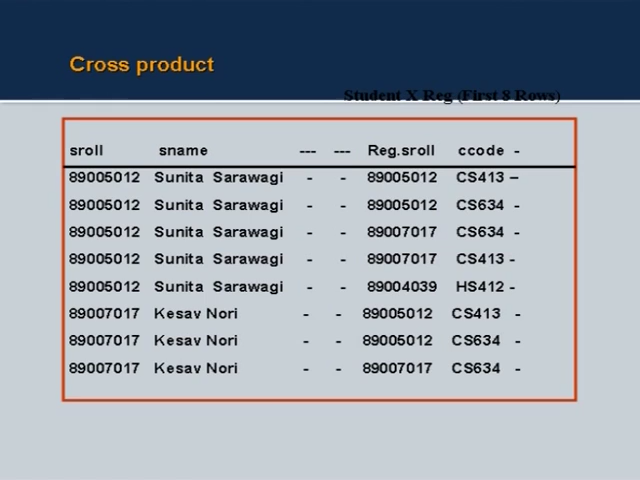 Cross product
Student X Reg (First 8 Rows)
sroll sname --- --- Reg.sroll ccode -
89005012 Sunita Sarawagi - - 89005012 CS413 –
89005012 Sunita Sarawagi - - 89005012 CS634 -
89005012 Sunita Sarawagi - - 89007017 CS634 -
89005012 Sunita Sarawagi - - 89007017 CS413 -
89005012 Sunita Sarawagi - - 89004039 HS412 -
89007017 Kesav Nori - - 89005012 CS413 -
89007017 Kesav Nori - - 89005012 CS634 -
89007017 Kesav Nori - - 89007017 CS634 -